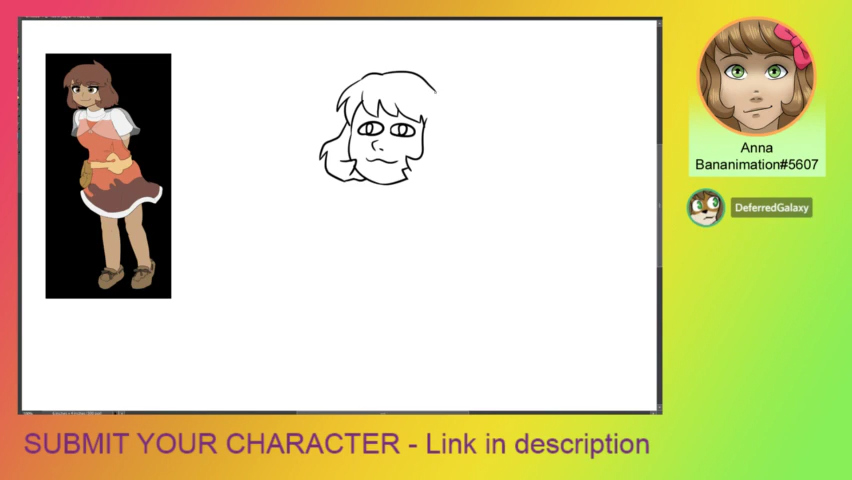 Anna
Bananimation#5607
DeferredGalaxy
SUBMIT YOUR CHARACTER - Link in description